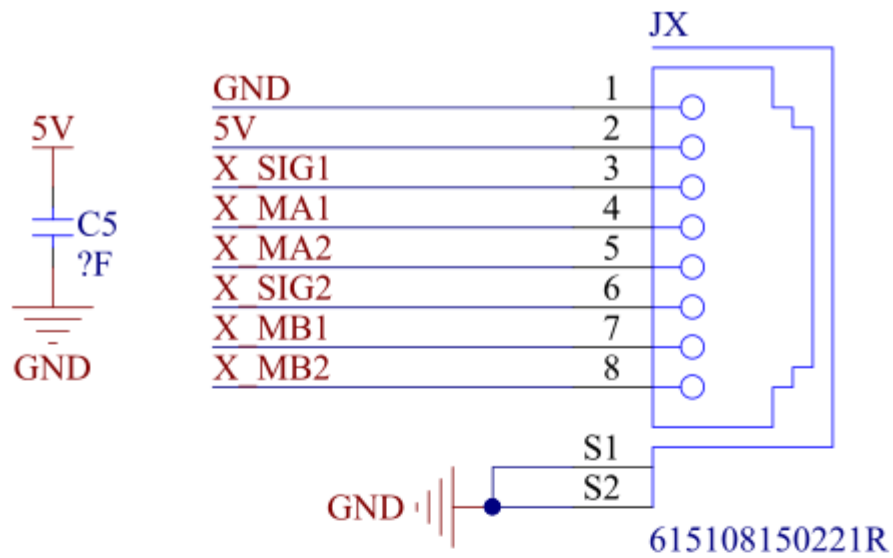 JX
GND 1
5V 2
X_SIG1 3
X_MA1 4
X_MA2 5
X_SIG2 6
X_MB1 7
X_MB2 8
S1
S2
GND
615108150221R
5V
C5
?F
GND